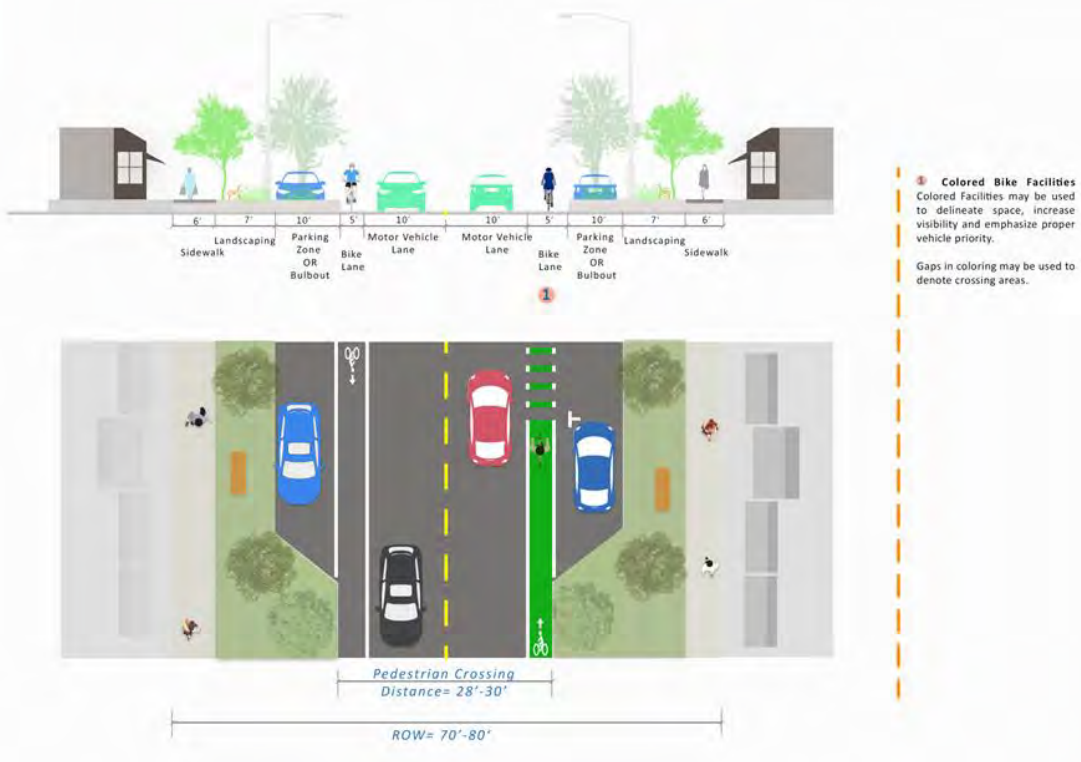 6' 7' 10' 5' 10' 10' 5' 10' 7' 6'
Sidewalk
Landscaping
Parking
Zone
OR
Bulbout
Bike
Lane
Motor Vehicle
Lane
Motor Vehicle
Lane
Bike
Lane
Parking
Zone
OR
Bulbout
Landscaping
Sidewalk
1
1 Colored Bike Facilities
Colored Facilities may be used
to delineate space, increase
visibility and emphasize proper
vehicle priority.
Gaps in coloring may be used to
denote crossing areas.
Pedestrian Crossing
Distance= 28'-30'
ROW= 70'-80'